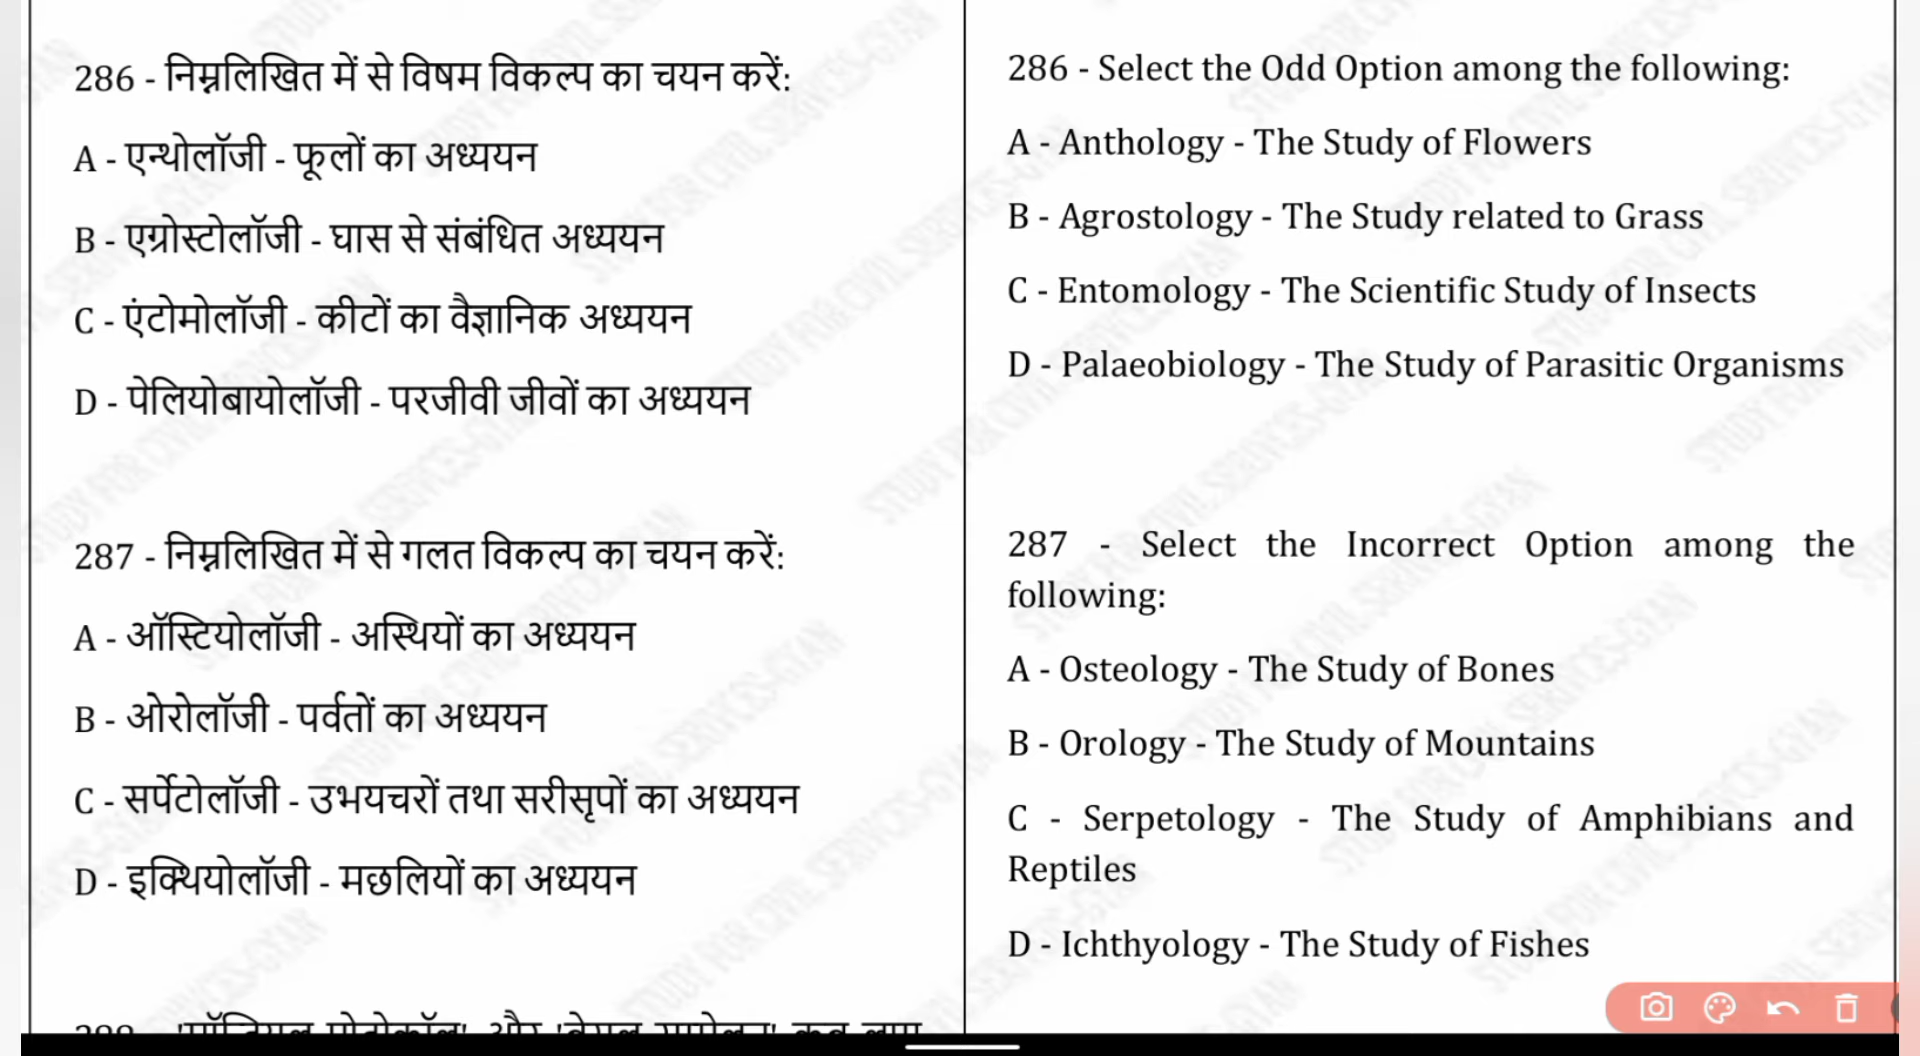 286 - निम्नलिखित में से विषम विकल्प का चयन करें:
A - एन्थोलॉजी - फूलों का अध्ययन
B - एग्रोस्टोलॉजी - घास से संबंधित अध्ययन
C - एंटोमोलॉजी - कीटों का वैज्ञानिक अध्ययन
D - पेलियोबायोलॉजी - परजीवी जीवों का अध्ययन
287 - निम्नलिखित में से गलत विकल्प का चयन करें:
A - ऑस्टियोलॉजी - अस्थियों का अध्ययन
B - ओरोलॉजी - पर्वतों का अध्ययन
C - सर्पेटोलॉजी - उभयचरों तथा सरीसृपों का अध्ययन
D - इक्थियोलॉजी - मछलियों का अध्ययन
286 - Select the Odd Option among the following:
A - Anthology - The Study of Flowers
B - Agrostology - The Study related to Grass
C - Entomology - The Scientific Study of Insects
D - Palaeobiology - The Study of Parasitic Organisms
287 - Select the Incorrect Option among the
following:
A - Osteology - The Study of Bones
B - Orology - The Study of Mountains
C - Serpetology - The Study of Amphibians and
Reptiles
D - Ichthyology - The Study of Fishes